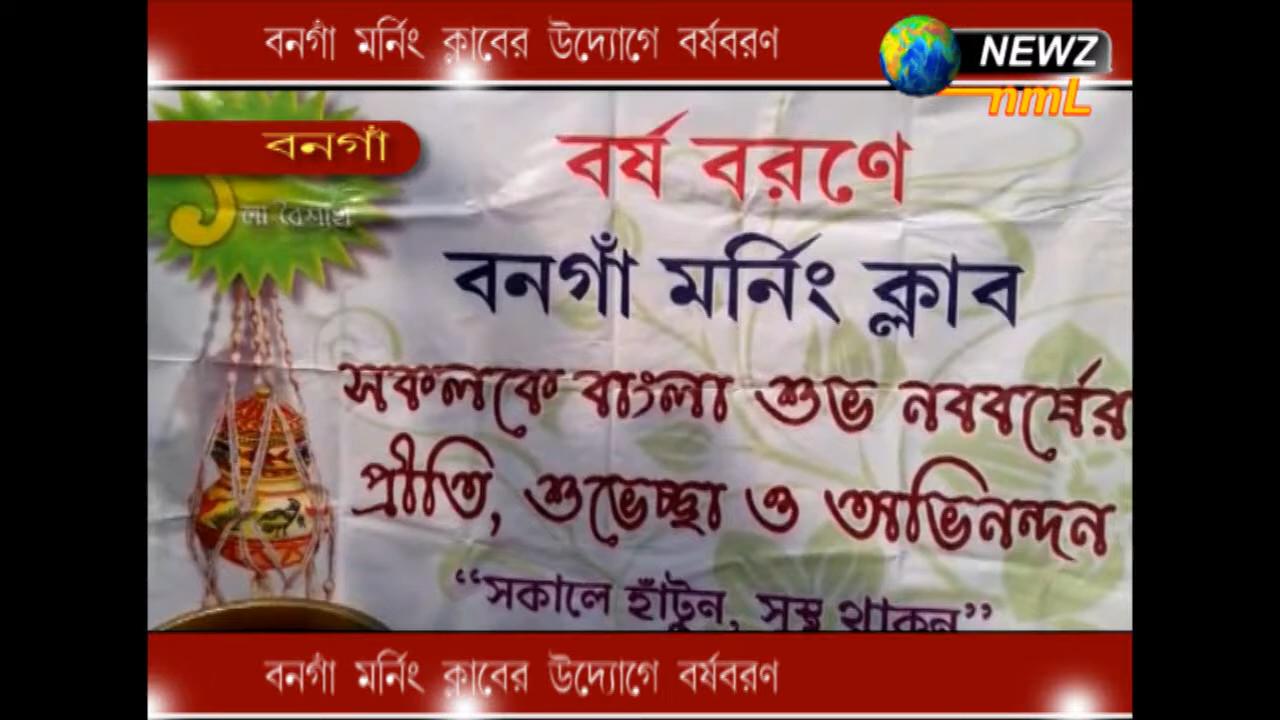 বনগাঁ মর্নিং ক্লাবের উদ্যোগে বর্ষবরণ
NEWZ
nmL
বনগাঁ
১লা বৈশাখ
বর্ষ বরণে
বনগাঁ মর্নিং ক্লাব
সকলকে বাংলা শুভ নববর্ষের
প্রীতি, শুভেচ্ছা ও অভিনন্দন
“সকালে হাঁটুন, সুস্থ থাকুন”
বনগাঁ মর্নিং ক্লাবের উদ্যোগে বর্ষবরণ